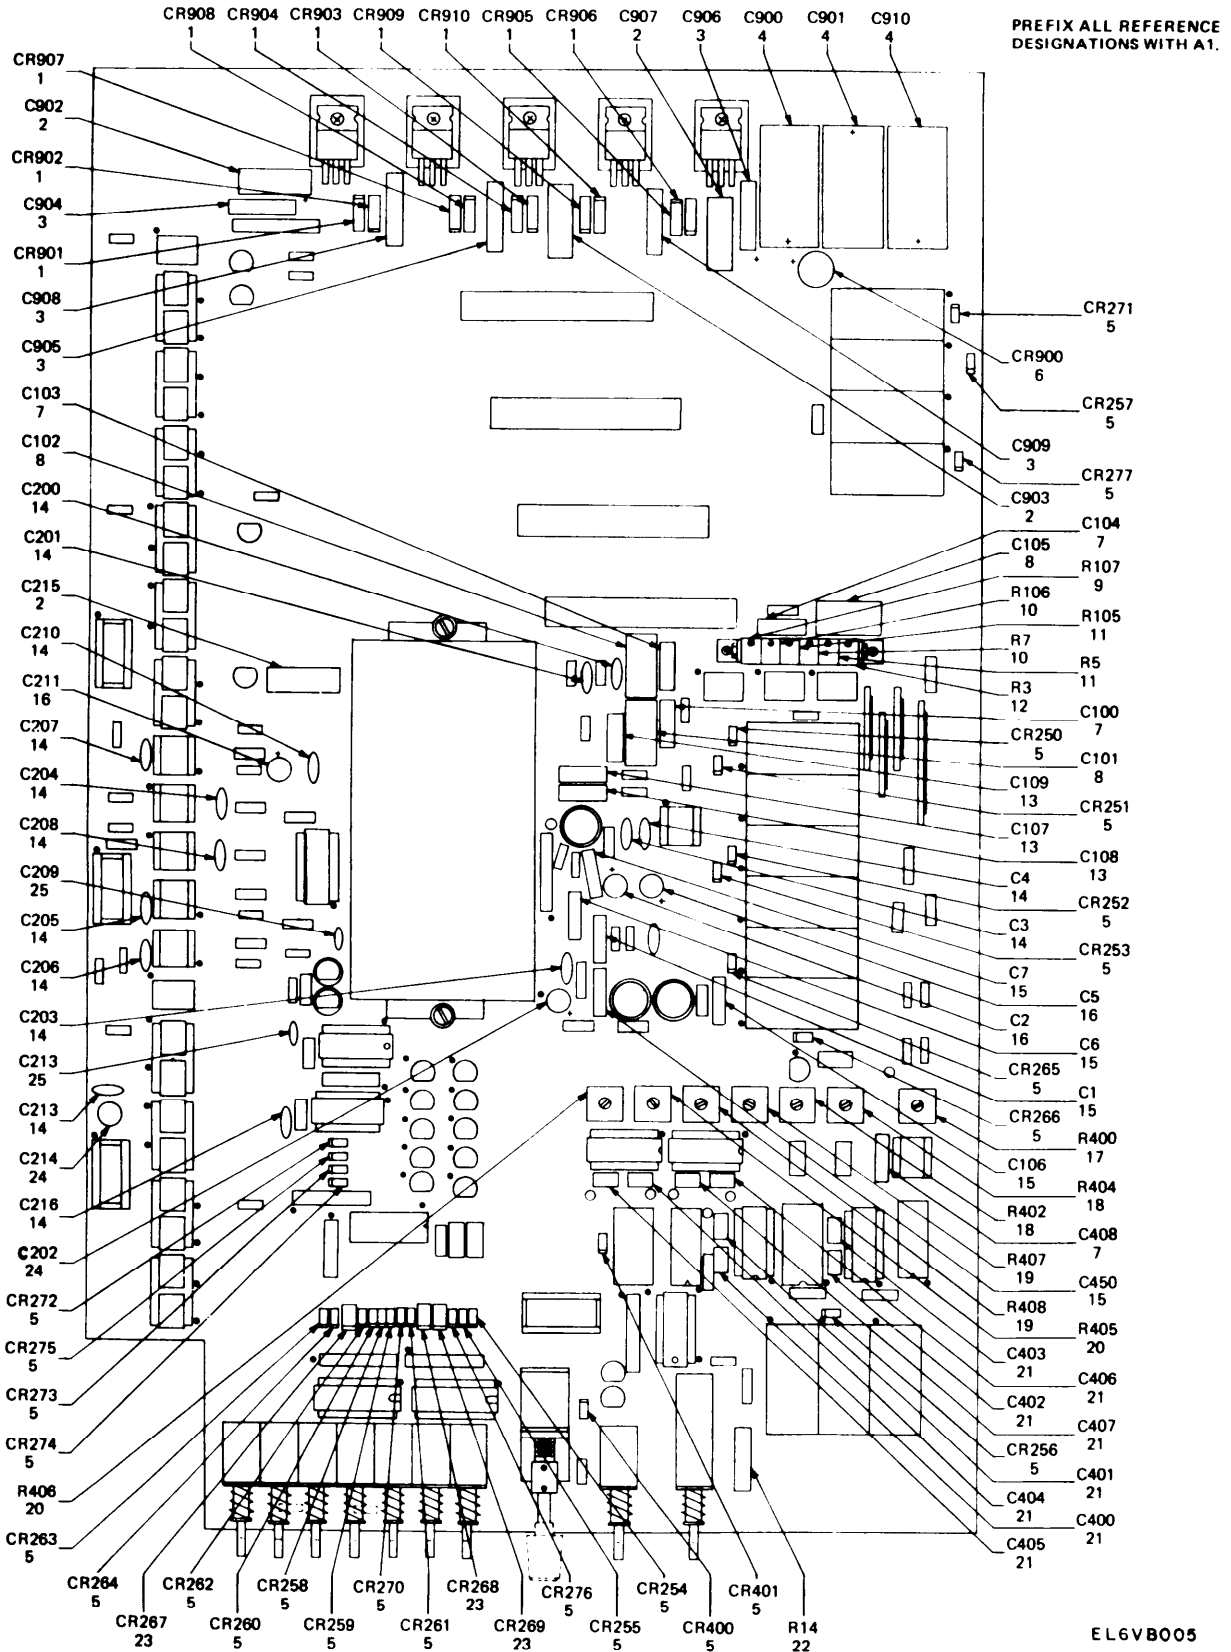 CR908 CR904 CR903 CR909 CR910 CR905 CR906 C907 C906 C900 C901 C910
1 1 1 1 1 1 1 2 3 4 4 4
PREFIX ALL REFERENCE
DESIGNATIONS WITH A1.
CR907
1
C902
2
CR902
1
C904
3
CR901
1
C908
3
C905
3
C103
7
C102
8
C200
14
C201
14
C215
2
C210
14
C211
16
C207
14
C204
14
C208
14
C209
25
C205
14
C206
14
C203
14
C213
25
C213
14
C214
24
C216
14
C202
24
CR272
5
CR275
5
CR273
5
CR274
5
R406
20
CR263
5
CR271
5
CR900
6
CR257
5
C909
3
CR277
5
C903
2
C104
7
C105
8
R107
9
R106
10
R105
11
R7
10
R5
11
R3
12
C100
7
CR250
5
C101
8
C109
13
CR251
5
C107
13
C108
13
C4
14
CR252
5
C3
14
CR253
5
C7
15
C5
16
C2
16
C6
15
CR265
5
C1
15
CR266
5
R400
17
C106
15
R404
18
R402
18
C408
7
R407
19
C450
15
R408
19
R405
20
C403
21
C406
21
C402
21
C407
21
CR256
5
C401
21
C404
21
C400
21
C405
21
CR264 CR262 CR258 CR270 CR268 CR276 CR254 CR401
5 5 5 5 23 5 5 5
CR267 CR260 CR259 CR261 CR269 CR255 CR400 R14
23 5 5 5 23 5 5 22
EL6VB005